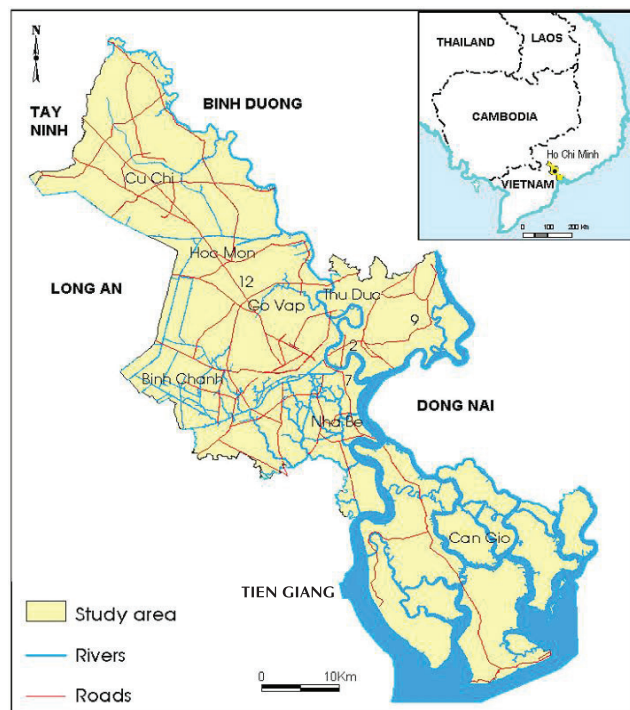 N
THAILAND
LAOS
CAMBODIA
Ho Chi Minh
VIETNAM
0 100 200 Km
TAY
NINH
BINH DUONG
Cu Chi
Hoc Mon
LONG AN
12
Thu Duc
Go Vap
9
2
Binh Chanh
7
DONG NAI
Nha Be
Can Gio
TIEN GIANG
Study area
Rivers
Roads
0 10Km